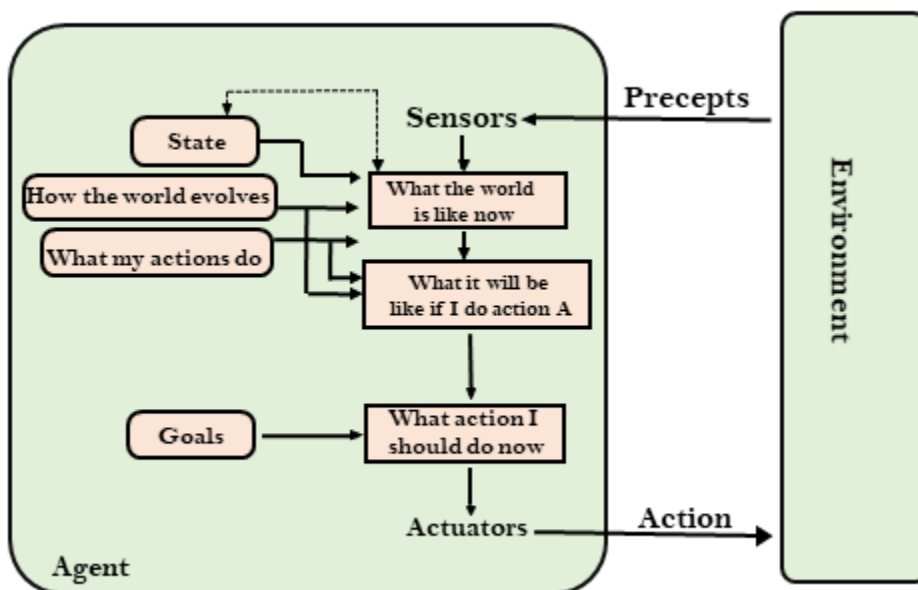 Precepts
Sensors
State
What the world
is like now
How the world evolves
What my actions do
What it will be
like if I do action A
Environment
Goals
What action I
should do now
Actuators
Action
Agent